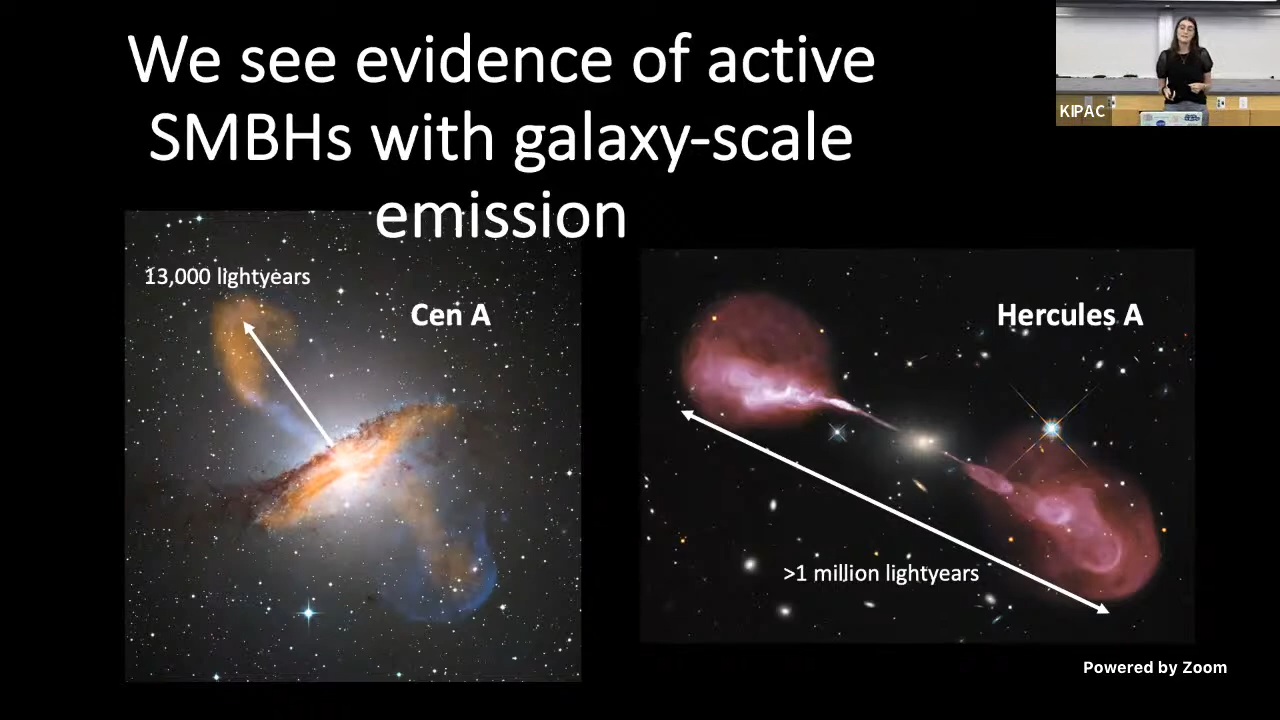 We see evidence of active
SMBHs with galaxy-scale
emission
KIPAC
13,000 lightyears
Cen A
Hercules A
>1 million lightyears
Powered by Zoom